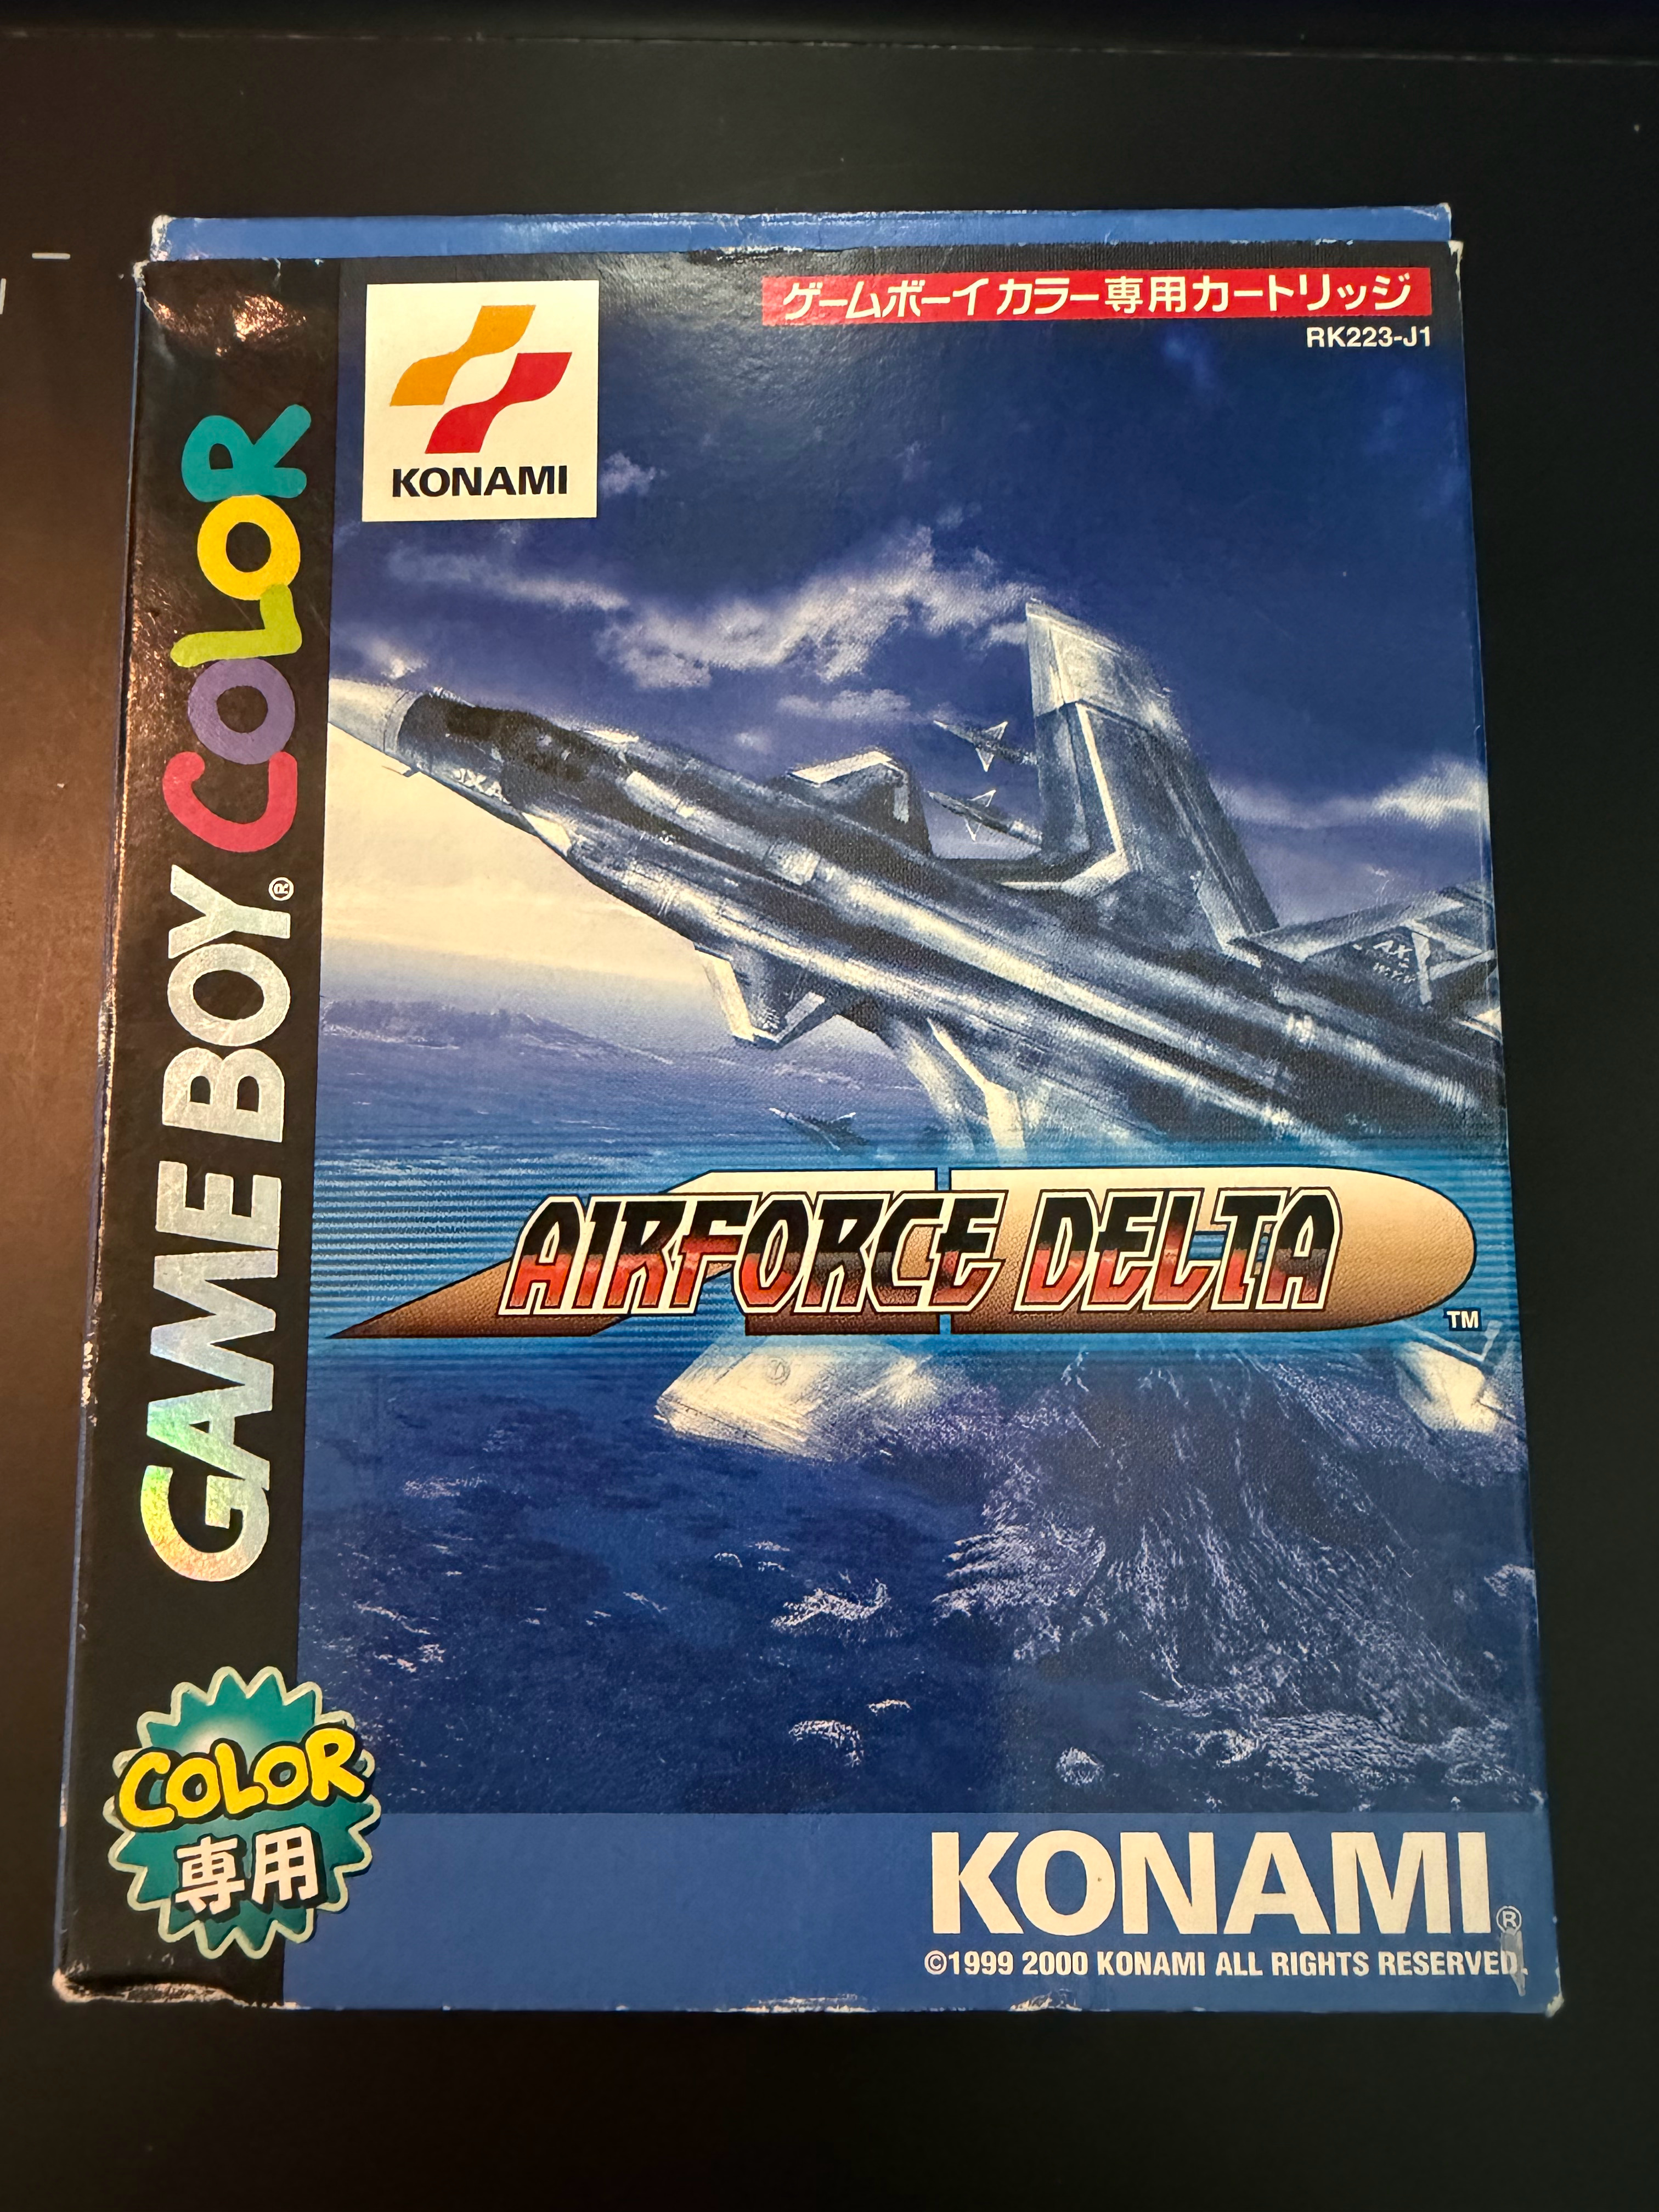 ゲームボーイカラー専用カートリッジ
RK223-J1
KONAMI
GAME BOY® COLOR
AIRFORCE DELTA
TM
COLOR
専用
KONAMI®
©1999 2000 KONAMI ALL RIGHTS RESERVED.